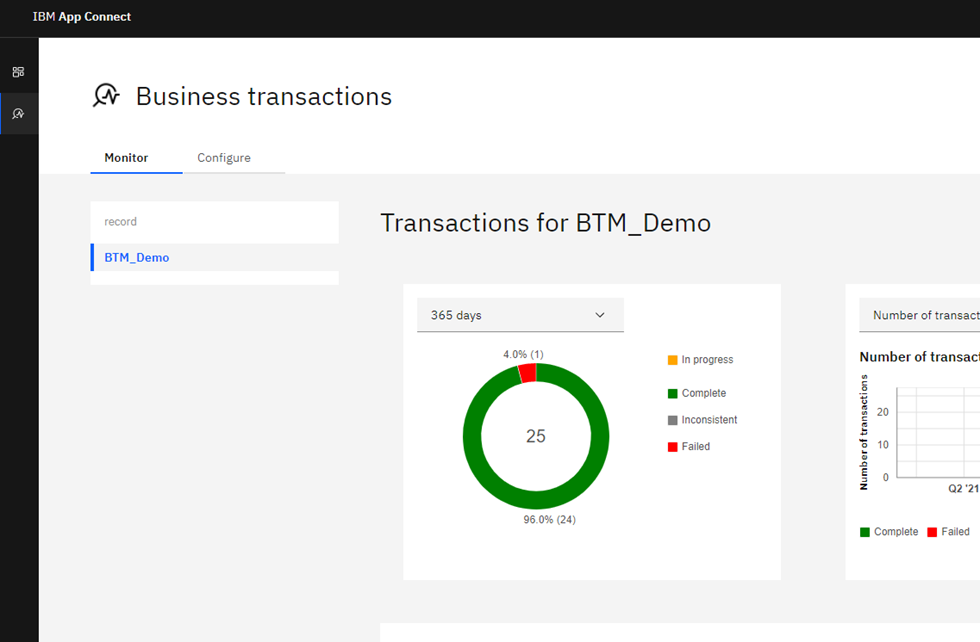 IBM App Connect
Business transactions
Monitor Configure
record
BTM_Demo
Transactions for BTM_Demo
365 days
4.0% (1)
25
96.0% (24)
In progress
Complete
Inconsistent
Failed
Number of transact
Number of transact
Number of transactions
20
10
0
Q2 '21
Complete Failed